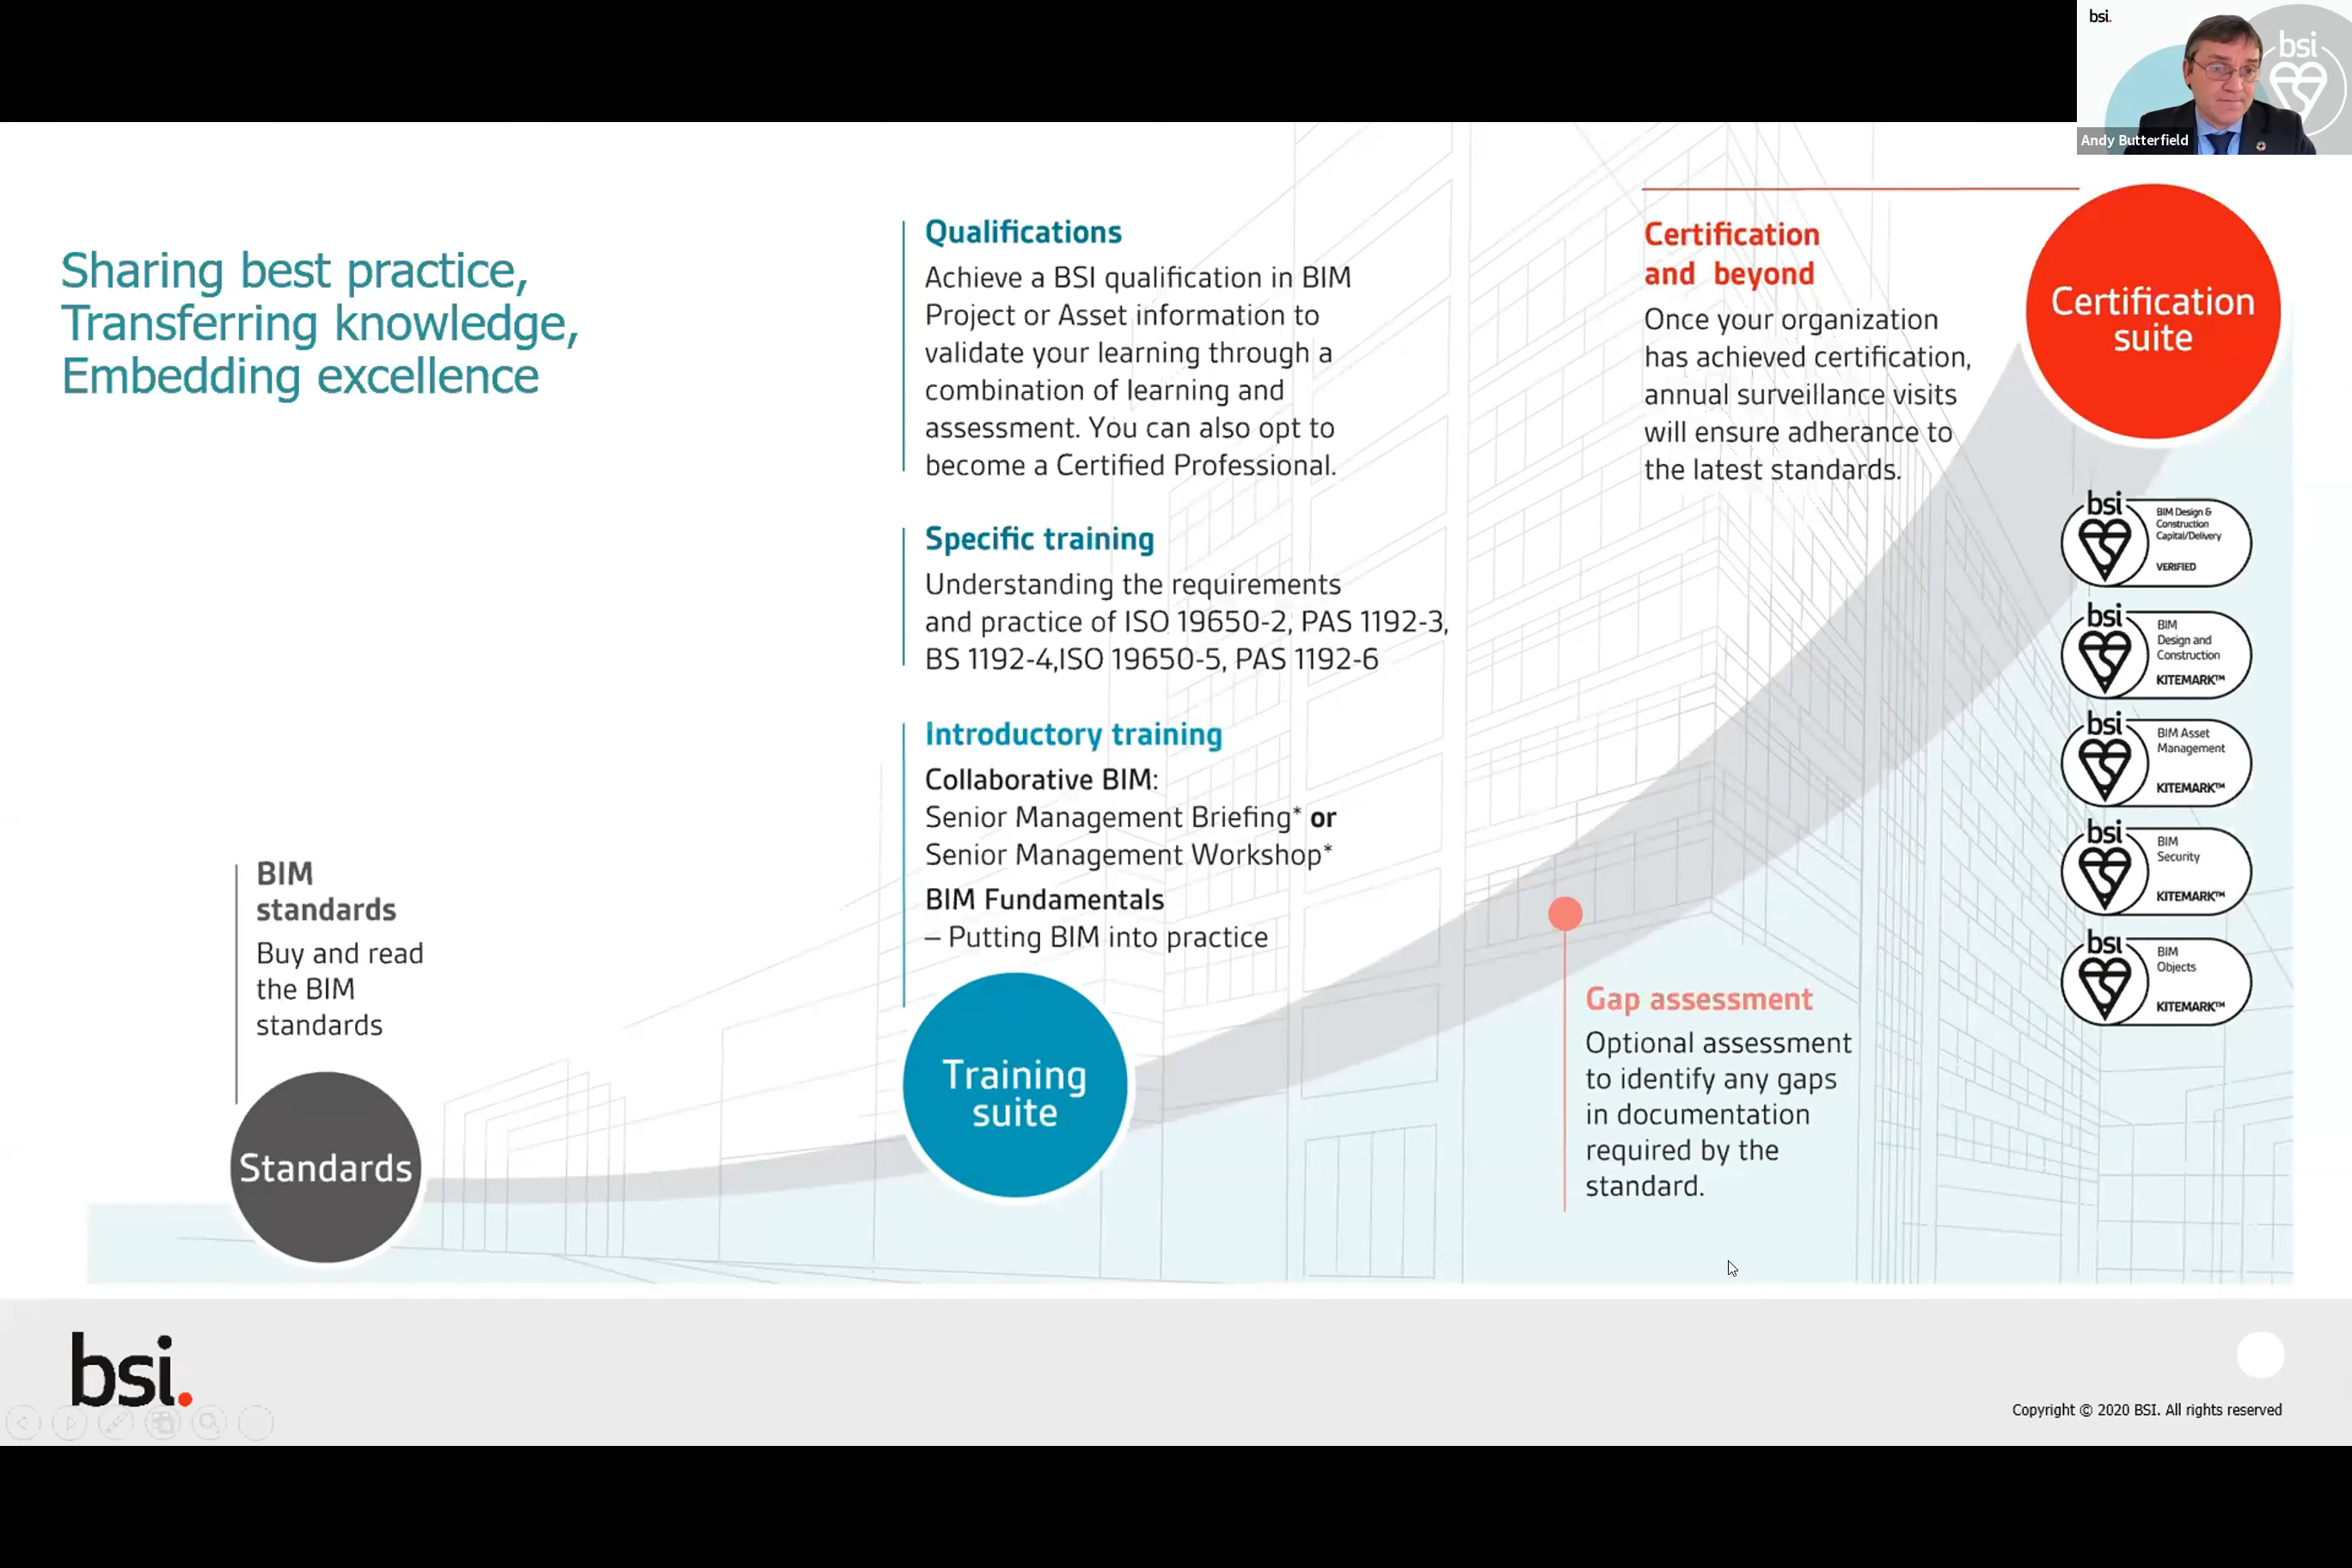 bsi.
bsi
Andy Butterfield
Sharing best practice,
Transferring knowledge,
Embedding excellence
BIM
standards
Buy and read
the BIM
standards
Standards
Qualifications
Achieve a BSI qualification in BIM
Project or Asset information to
validate your learning through a
combination of learning and
assessment. You can also opt to
become a Certified Professional.
Specific training
Understanding the requirements
and practice of ISO 19650-2, PAS 1192-3,
BS 1192-4,ISO 19650-5, PAS 1192-6
Introductory training
Collaborative BIM:
Senior Management Briefing* or
Senior Management Workshop*
BIM Fundamentals
– Putting BIM into practice
Training
suite
Gap assessment
Optional assessment
to identify any gaps
in documentation
required by the
standard.
Certification
and beyond
Once your organization
has achieved certification,
annual surveillance visits
will ensure adherance to
the latest standards.
Certification
suite
bsi
BIM Design &
Construction
Capital/Delivery
VERIFIED
bsi
BIM
Design and
Construction
KITEMARK™
bsi
BIM Asset
Management
KITEMARK™
bsi
BIM
Security
KITEMARK™
bsi
BIM
Objects
KITEMARK™
bsi.
Copyright © 2020 BSI. All rights reserved